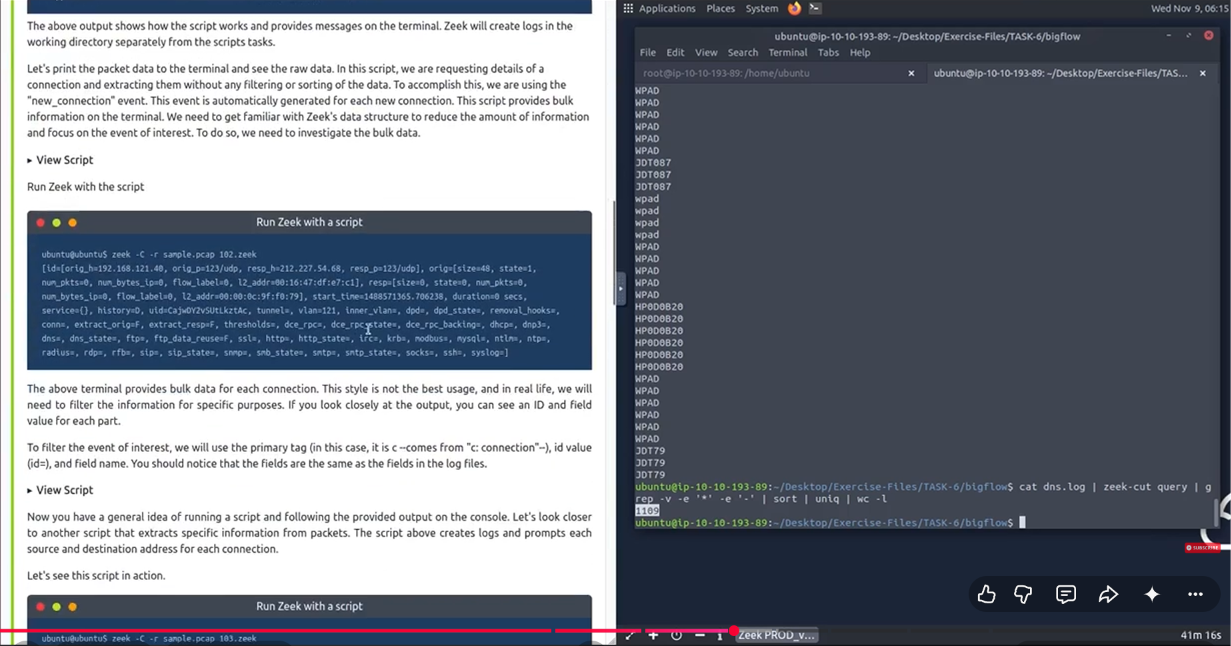 The above output shows how the script works and provides messages on the terminal. Zeek will create logs in the
working directory separately from the scripts tasks.
Let's print the packet data to the terminal and see the raw data. In this script, we are requesting details of a
connection and extracting them without any filtering or sorting of the data. To accomplish this, we are using the
"new_connection" event. This event is automatically generated for each new connection. This script provides bulk
information on the terminal. We need to get familiar with Zeek's data structure to reduce the amount of information
and focus on the event of interest. To do so, we need to investigate the bulk data.
▸ View Script
Run Zeek with the script
Run Zeek with a script
ubuntu@ubuntu$ zeek -C -r sample.pcap 102.zeek
[id=[orig_h=192.168.121.40, orig_p=123/udp, resp_h=212.227.54.68, resp_p=123/udp], orig=[size=48, state=1,
num_pkts=0, num_bytes_ip=0, flow_label=0, l2_addr=00:16:47:df:e7:c1], resp=[size=0, state=0, num_pkts=0,
num_bytes_ip=0, flow_label=0, l2_addr=00:00:0c:9f:f0:79], start_time=1488571365.706238, duration=0 secs,
service={}, history=D, uid=CajwDY2vSUtLkztAc, tunnel=, vlan=121, inner_vlan=, dpd=, dpd_state=, removal_hooks=,
conn=, extract_orig=F, extract_resp=F, thresholds=, dce_rpc=, dce_rpc_state=, dce_rpc_backing=, dhcp=, dnp3=,
dns=, dns_state=, ftp=, ftp_data_reuse=F, ssl=, http=, http_state=, irc=, krb=, modbus=, mysql=, ntlm=, ntp=,
radius=, rdp=, rfb=, sip=, sip_state=, snmp=, smb_state=, smtp=, smtp_state=, socks=, ssh=, syslog=]
The above terminal provides bulk data for each connection. This style is not the best usage, and in real life, we will
need to filter the information for specific purposes. If you look closely at the output, you can see an ID and field
value for each part.
To filter the event of interest, we will use the primary tag (in this case, it is c --comes from "c: connection"--), id value
(id=), and field name. You should notice that the fields are the same as the fields in the log files.
▸ View Script
Now you have a general idea of running a script and following the provided output on the console. Let's look closer
to another script that extracts specific information from packets. The script above creates logs and prompts each
source and destination address for each connection.
Let's see this script in action.
Run Zeek with a script
ubuntu@ubuntu$ zeek -C -r sample.pcap 103.zeek
Applications Places System Wed Nov 9, 06:15
ubuntu@ip-10-10-193-89: ~/Desktop/Exercise-Files/TASK-6/bigflow
File Edit View Search Terminal Tabs Help
root@ip-10-10-193-89: /home/ubuntu × ubuntu@ip-10-10-193-89: ~/Desktop/Exercise-Files/TAS... ×
WPAD
WPAD
WPAD
WPAD
WPAD
WPAD
JDT087
JDT087
JDT087
wpad
wpad
wpad
wpad
WPAD
WPAD
WPAD
WPAD
WPAD
HP0D0B20
HP0D0B20
HP0D0B20
HP0D0B20
HP0D0B20
HP0D0B20
WPAD
WPAD
WPAD
WPAD
WPAD
WPAD
JDT79
JDT79
JDT79
ubuntu@ip-10-10-193-89:~/Desktop/Exercise-Files/TASK-6/bigflow$ cat dns.log | zeek-cut query | g
rep -v -e '*' -e '-' | sort | uniq | wc -l
1109
ubuntu@ip-10-10-193-89:~/Desktop/Exercise-Files/TASK-6/bigflow$
SUBSCRIBE
Zeek PROD_v... 41m 16s